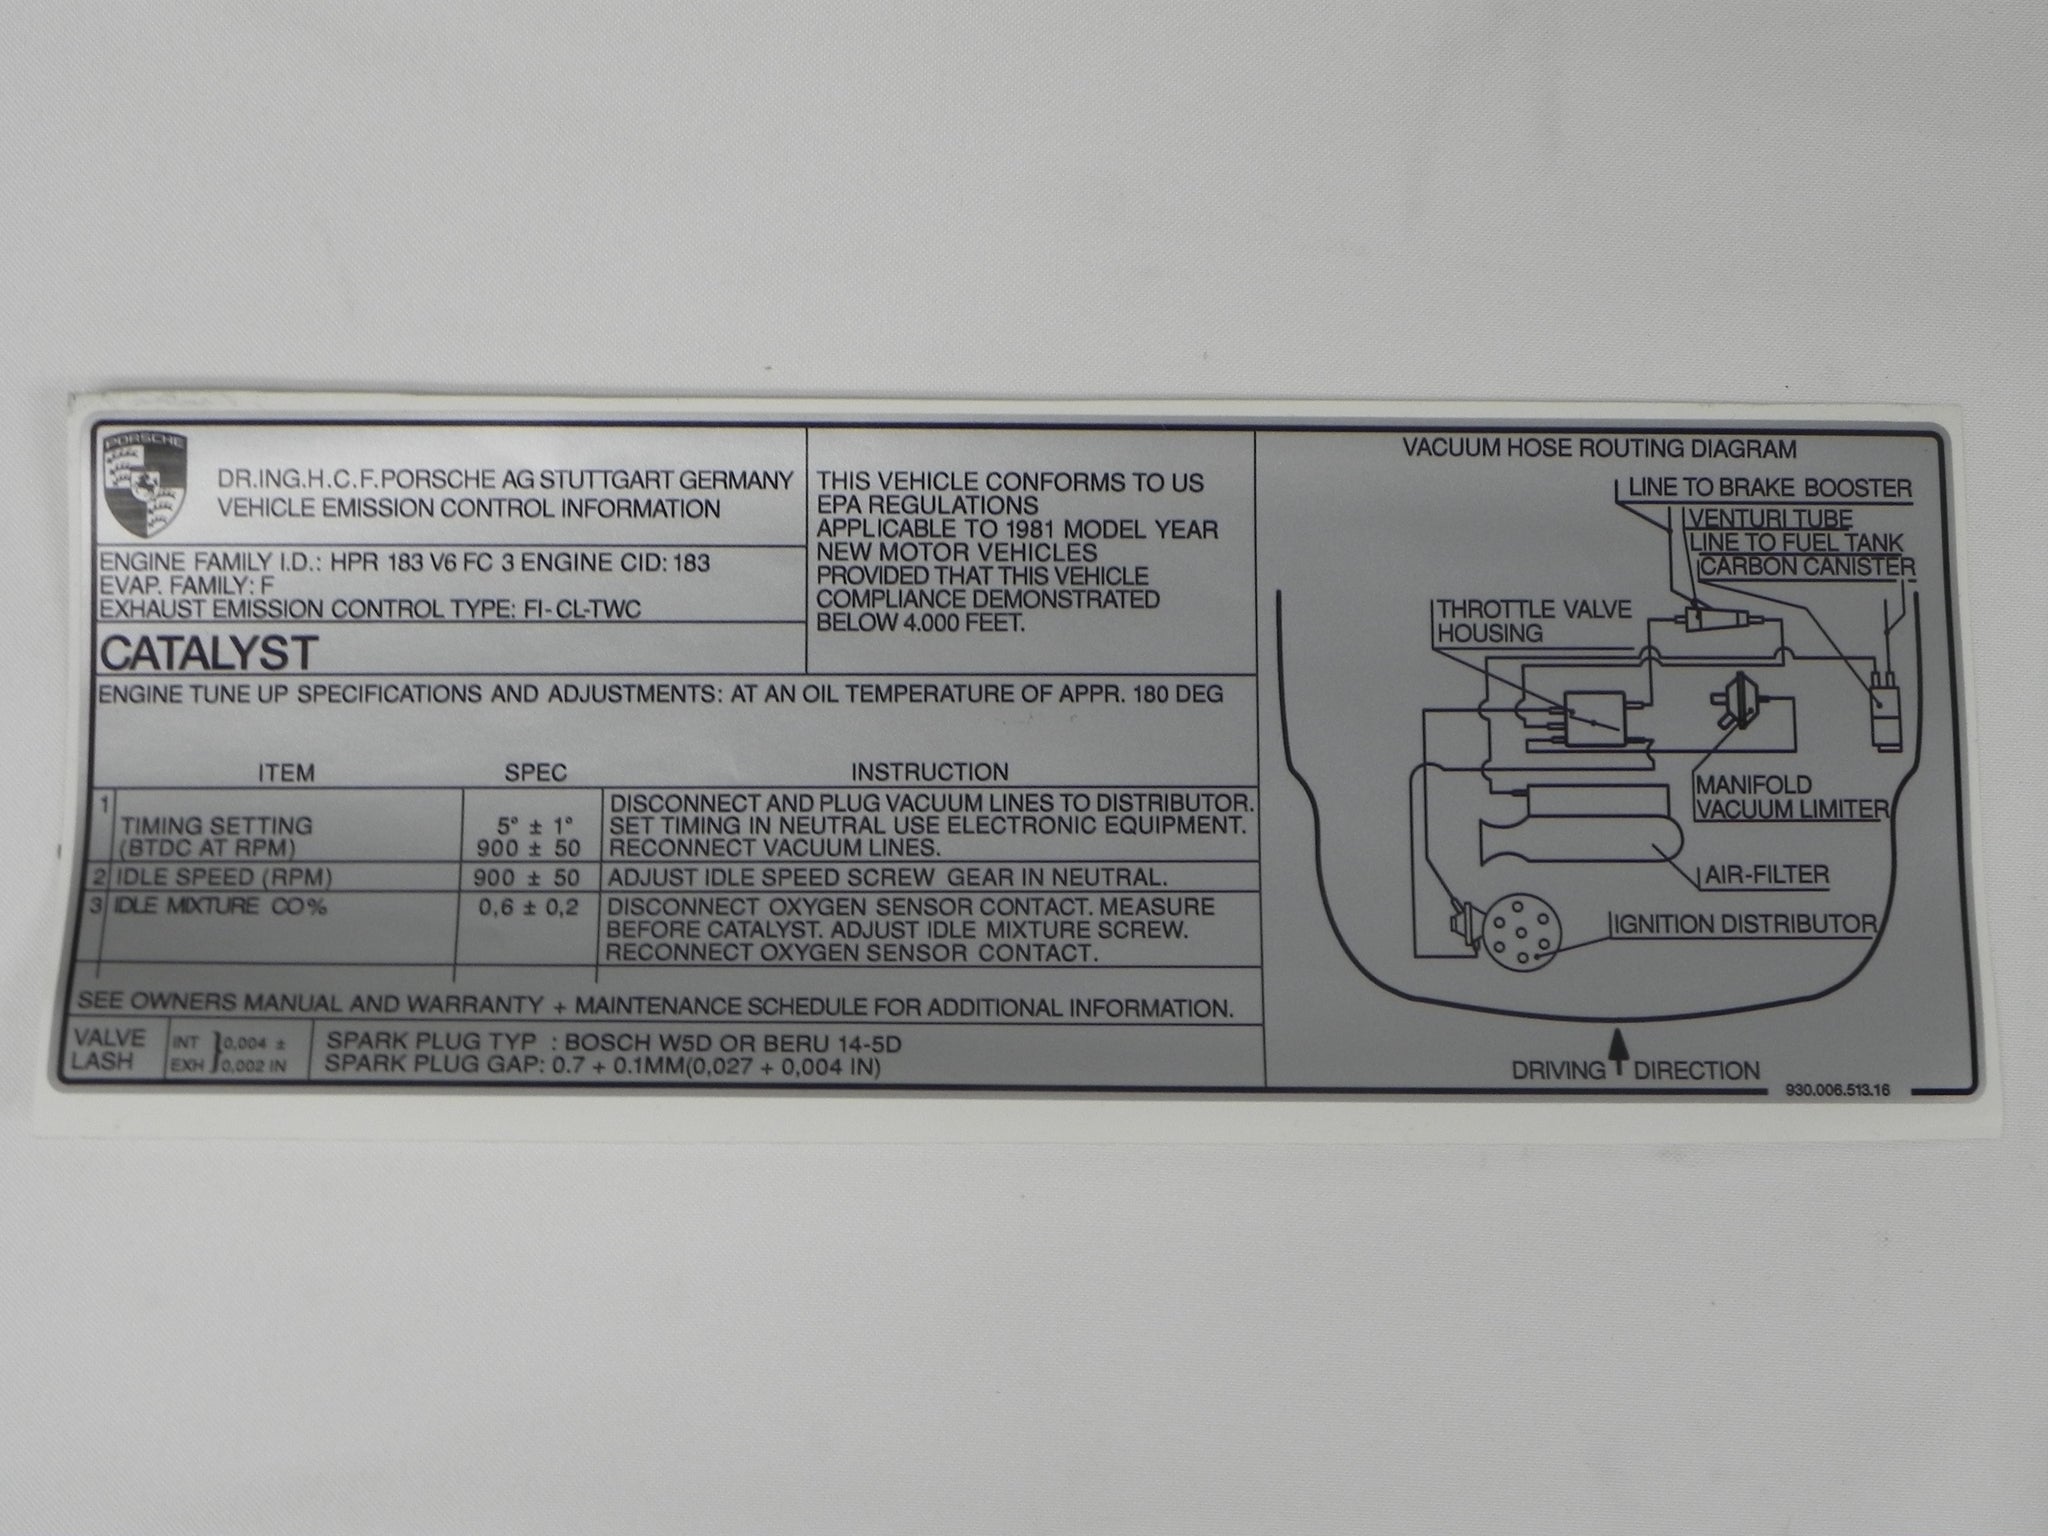 PORSCHE
DR.ING.H.C.F.PORSCHE AG STUTTGART GERMANY
VEHICLE EMISSION CONTROL INFORMATION
ENGINE FAMILY I.D.: HPR 183 V6 FC 3 ENGINE CID: 183
EVAP. FAMILY: F
EXHAUST EMISSION CONTROL TYPE: FI-CL-TWC
CATALYST
THIS VEHICLE CONFORMS TO US
EPA REGULATIONS
APPLICABLE TO 1981 MODEL YEAR
NEW MOTOR VEHICLES
PROVIDED THAT THIS VEHICLE
COMPLIANCE DEMONSTRATED
BELOW 4.000 FEET.
ENGINE TUNE UP SPECIFICATIONS AND ADJUSTMENTS: AT AN OIL TEMPERATURE OF APPR. 180 DEG
ITEM SPEC INSTRUCTION
1 DISCONNECT AND PLUG VACUUM LINES TO DISTRIBUTOR.
TIMING SETTING 5° ± 1° SET TIMING IN NEUTRAL USE ELECTRONIC EQUIPMENT.
(BTDC AT RPM) 900 ± 50 RECONNECT VACUUM LINES.
2 IDLE SPEED (RPM) 900 ± 50 ADJUST IDLE SPEED SCREW GEAR IN NEUTRAL.
3 IDLE MIXTURE CO% 0,6 ± 0,2 DISCONNECT OXYGEN SENSOR CONTACT. MEASURE
BEFORE CATALYST. ADJUST IDLE MIXTURE SCREW.
RECONNECT OXYGEN SENSOR CONTACT.
SEE OWNERS MANUAL AND WARRANTY + MAINTENANCE SCHEDULE FOR ADDITIONAL INFORMATION.
VALVE LASH
INT } 0,004 ±
EXH } 0,002 IN
SPARK PLUG TYP : BOSCH W5D OR BERU 14-5D
SPARK PLUG GAP: 0.7 + 0.1MM(0,027 + 0,004 IN)
VACUUM HOSE ROUTING DIAGRAM
LINE TO BRAKE BOOSTER
VENTURI TUBE
LINE TO FUEL TANK
CARBON CANISTER
THROTTLE VALVE
HOUSING
MANIFOLD
VACUUM LIMITER
AIR-FILTER
IGNITION DISTRIBUTOR
DRIVING DIRECTION
930.006.513.16